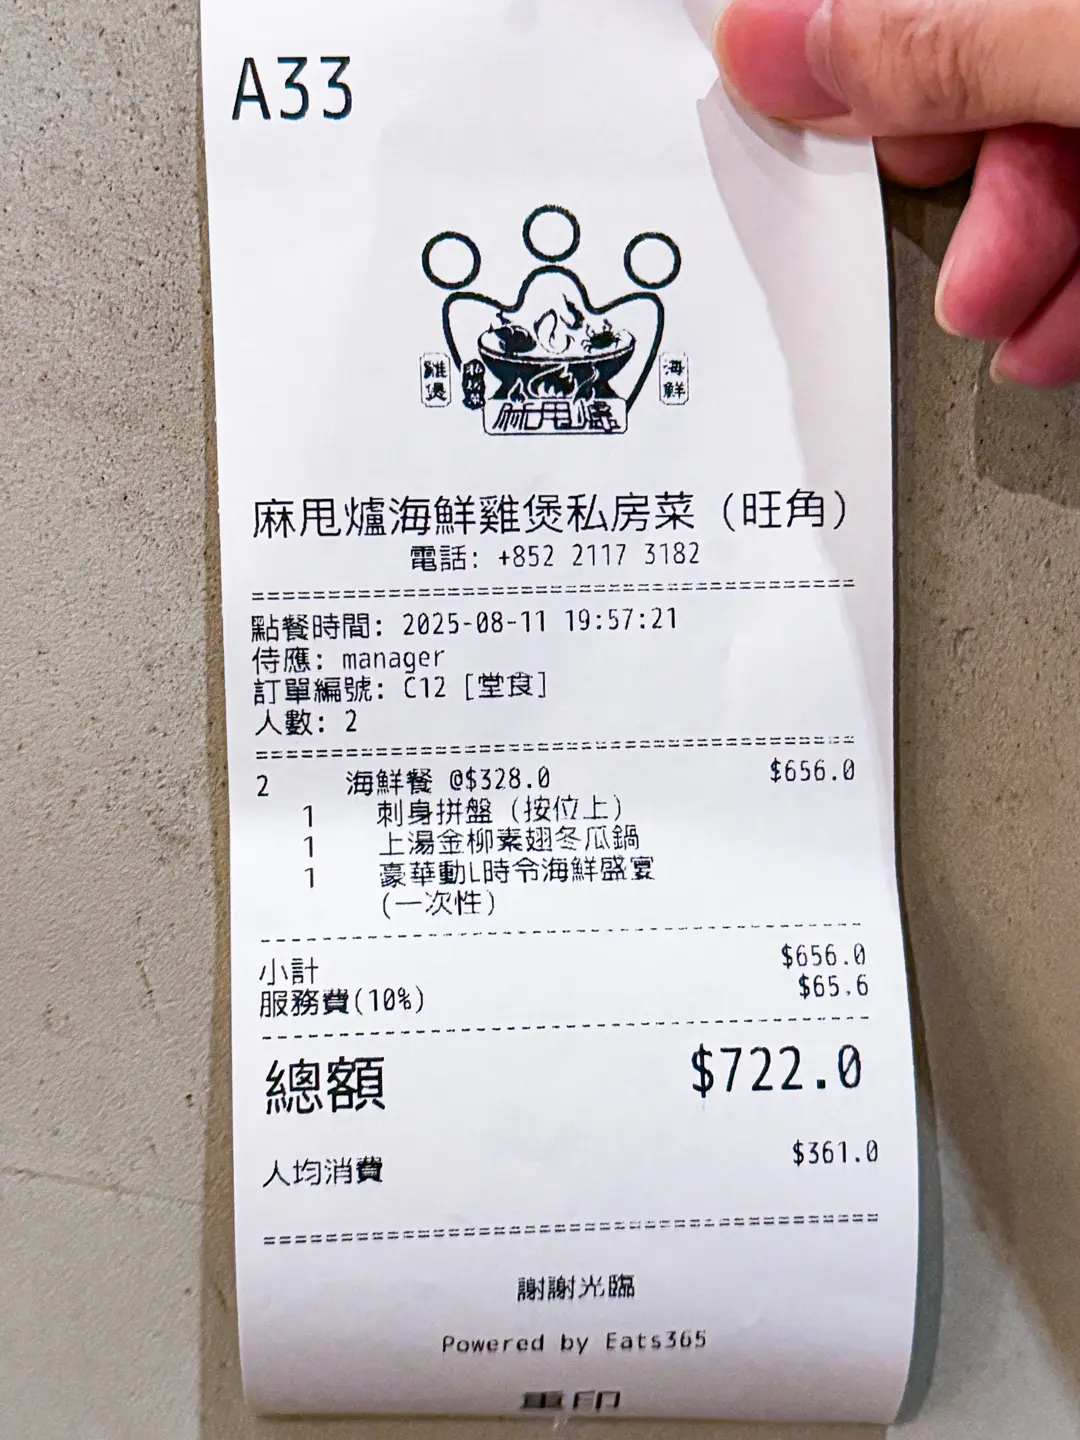 A33
雞煲
私房菜
海鮮
麻甩爐
麻甩爐海鮮雞煲私房菜 (旺角)
電話: +852 2117 3182
點餐時間: 2025-08-11 19:57:21
侍應: manager
訂單編號: C12 [堂食]
人數: 2
2 海鮮餐 @$328.0 $656.0
1 刺身拼盤 (按位上)
1 上湯金柳素翅冬瓜鍋
1 豪華動L時令海鮮盛宴
(一次性)
小計 $656.0
服務費(10%) $65.6
總額 $722.0
人均消費 $361.0
謝謝光臨
Powered by Eats365
重印